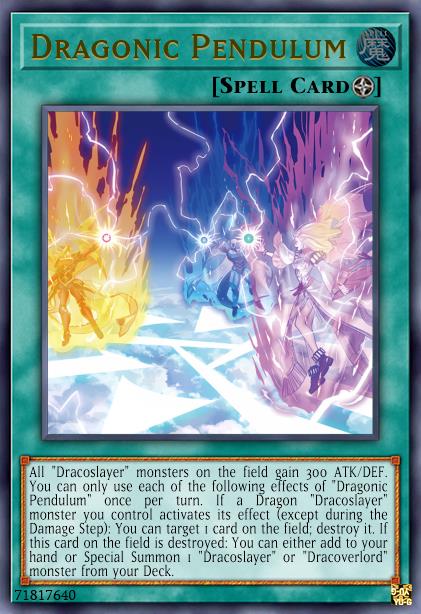 DRAGONIC PENDULUM
SPELL
魔
[SPELL CARD ]
All "Dracoslayer" monsters on the field gain 300 ATK/DEF.
You can only use each of the following effects of "Dragonic
Pendulum" once per turn. If a Dragon "Dracoslayer"
monster you control activates its effect (except during the
Damage Step): You can target 1 card on the field; destroy it. If
this card on the field is destroyed: You can either add to your
hand or Special Summon 1 "Dracoslayer" or "Dracoverlord"
monster from your Deck.
71817640